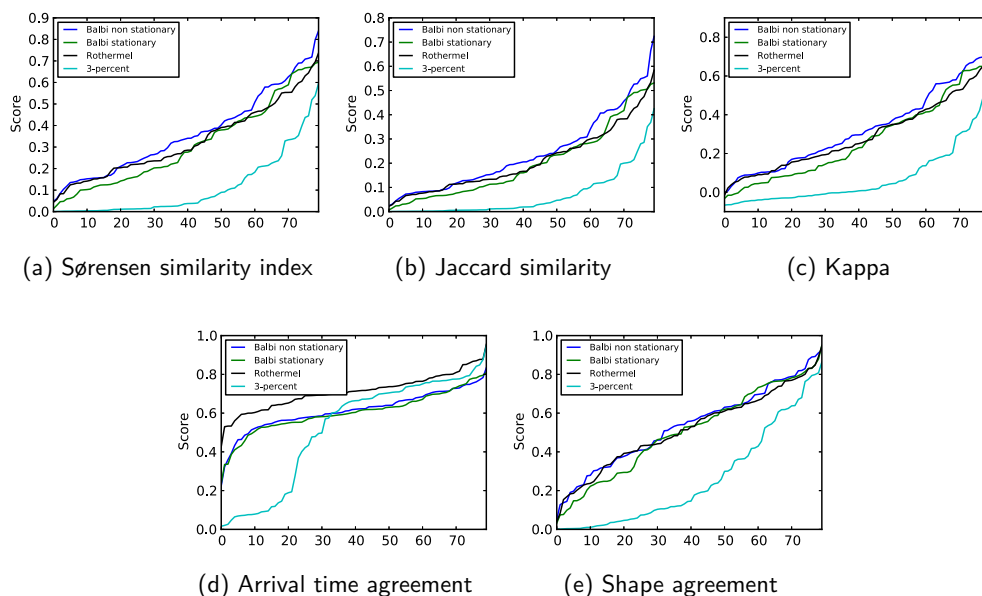 0.9
0.8
0.7
0.6
0.5
0.4
0.3
0.2
0.1
0.0
Score
Balbi non stationary
Balbi stationary
Rothermel
3-percent
0 10 20 30 40 50 60 70
(a) Sørensen similarity index
0.8
0.7
0.6
0.5
0.4
0.3
0.2
0.1
0.0
Score
Balbi non stationary
Balbi stationary
Rothermel
3-percent
0 10 20 30 40 50 60 70
(b) Jaccard similarity
1.0
0.8
0.6
0.4
0.2
0.0
Score
Balbi non stationary
Balbi stationary
Rothermel
3-percent
0 10 20 30 40 50 60 70
(c) Kappa
1.0
0.8
0.6
0.4
0.2
0.0
Score
Balbi non stationary
Balbi stationary
Rothermel
3-percent
0 10 20 30 40 50 60 70
(d) Arrival time agreement
1.0
0.8
0.6
0.4
0.2
0.0
Score
Balbi non stationary
Balbi stationary
Rothermel
3-percent
0 10 20 30 40 50 60 70
(e) Shape agreement